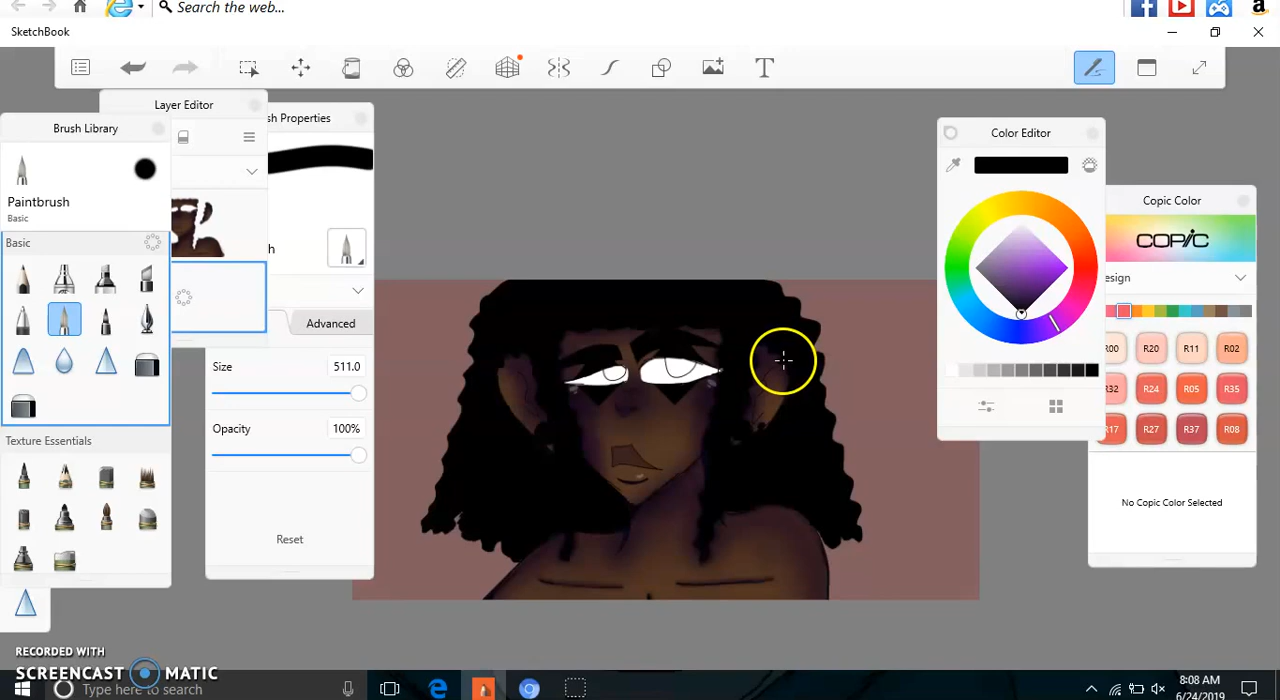 Search the web...
SketchBook
T
Layer Editor
sh Properties
Brush Library
Color Editor
Copic Color
Paintbrush
Basic
COPIC
Basic
h
esign
Advanced
R00 R20 R11 R02
Size 511.0
32 R24 R05 R35
Opacity 100%
R17 R27 R37 R08
Texture Essentials
No Copic Color Selected
Reset
RECORDED WITH
SCREENCAST MATIC
Type here to search
8:08 AM
6/24/2019